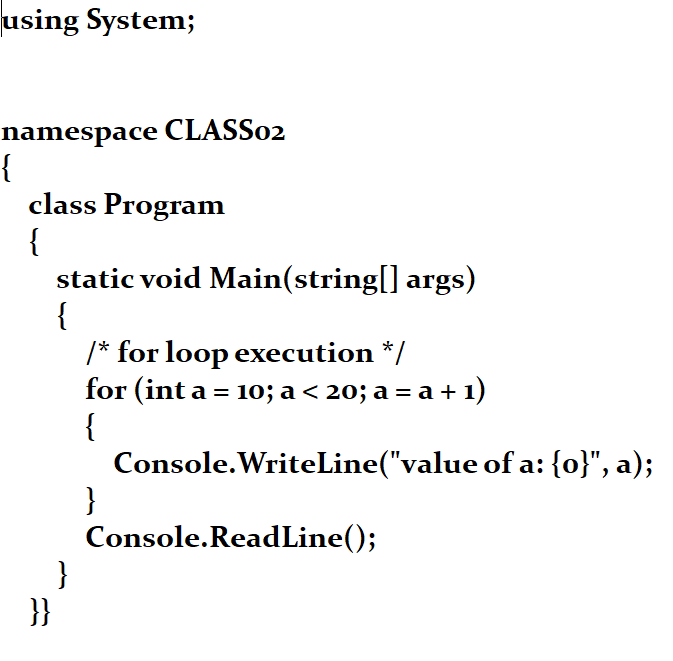 using System;
namespace CLASS02
{
class Program
{
static void Main(string[] args)
{
/* for loop execution */
for (int a = 10; a < 20; a = a + 1)
{
Console.WriteLine("value of a: {0}", a);
}
Console.ReadLine();
}
}}